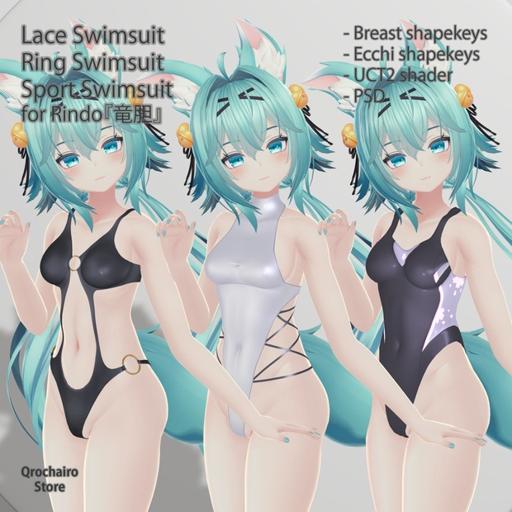 Lace Swimsuit
Ring Swimsuit
Sport Swimsuit
for Rindo『竜胆』
- Breast shapekeys
- Ecchi shapekeys
- UCT2 shader
- PSD
Qrochairo
Store